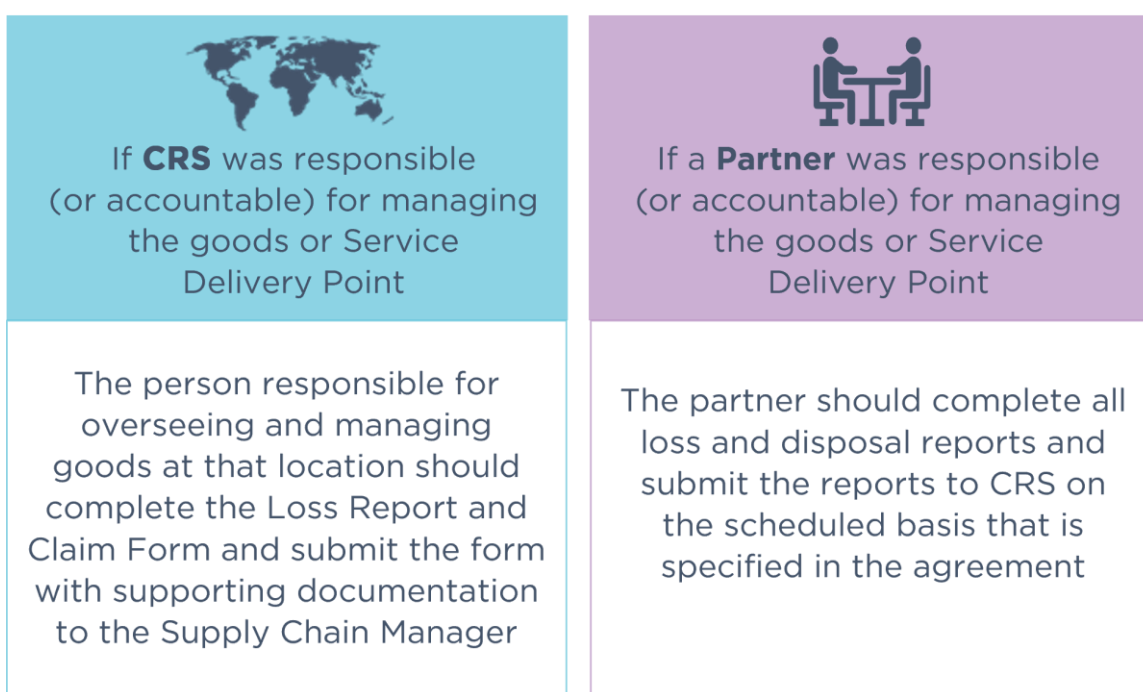 If CRS was responsible
(or accountable) for managing
the goods or Service
Delivery Point
The person responsible for
overseeing and managing
goods at that location should
complete the Loss Report and
Claim Form and submit the form
with supporting documentation
to the Supply Chain Manager
If a Partner was responsible
(or accountable) for managing
the goods or Service
Delivery Point
The partner should complete all
loss and disposal reports and
submit the reports to CRS on
the scheduled basis that is
specified in the agreement